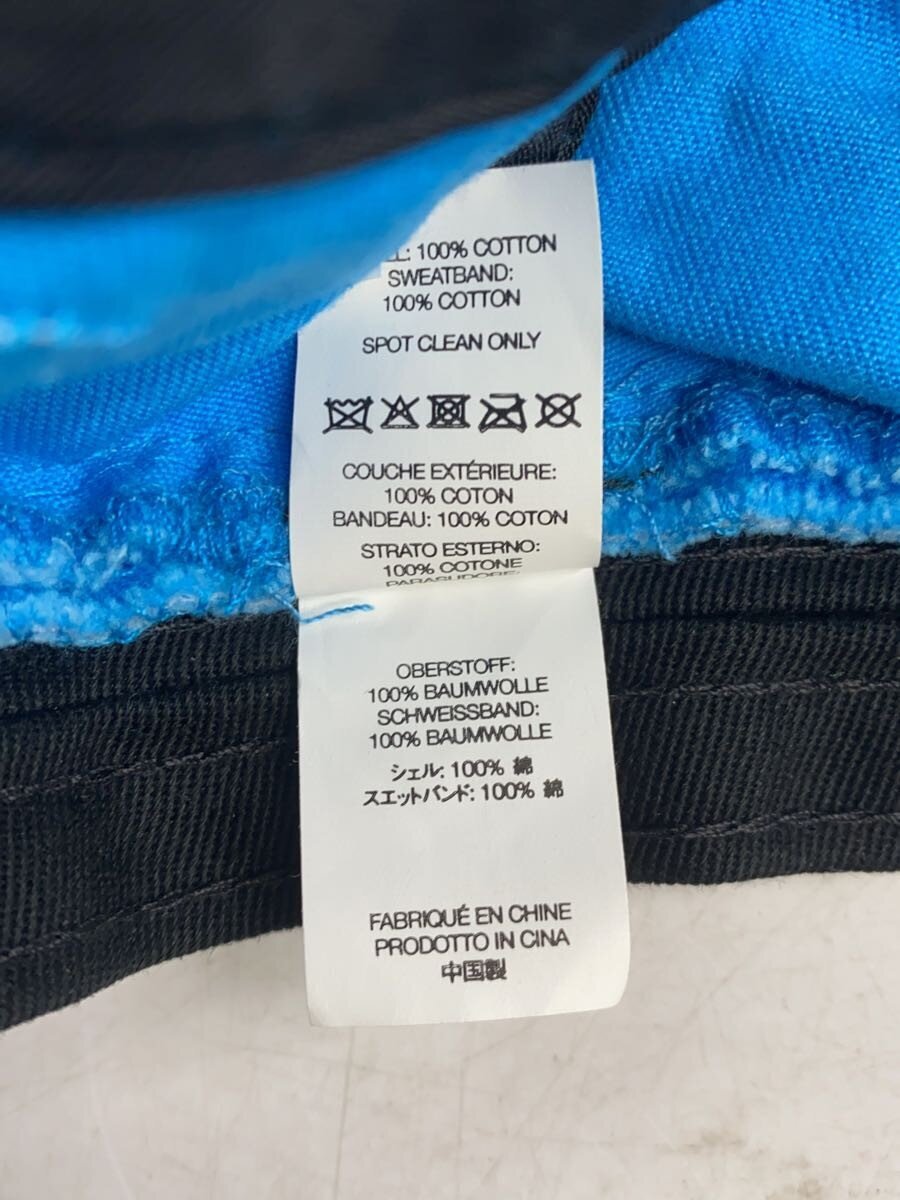 100% COTTON
SWEATBAND:
100% COTTON
SPOT CLEAN ONLY
COUCHE EXTÉRIEURE:
100% COTON
BANDEAU: 100% COTON
STRATO ESTERNO:
100% COTONE
OBERSTOFF:
100% BAUMWOLLE
SCHWEISSBAND:
100% BAUMWOLLE
シェル: 100% 綿
スエットバンド: 100% 綿
FABRIQUÉ EN CHINE
PRODOTTO IN CINA
中国製